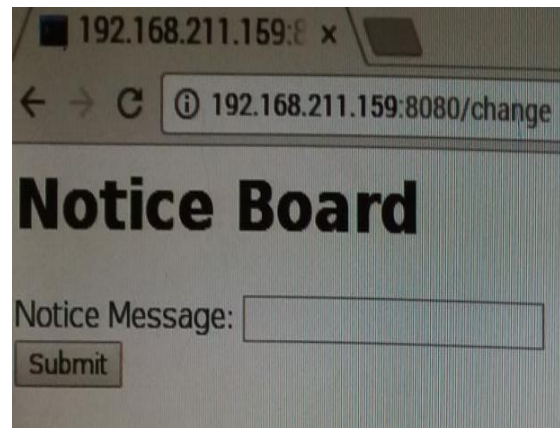 192.168.211.159:8
192.168.211.159:8080/change
Notice Board
Notice Message:
Submit